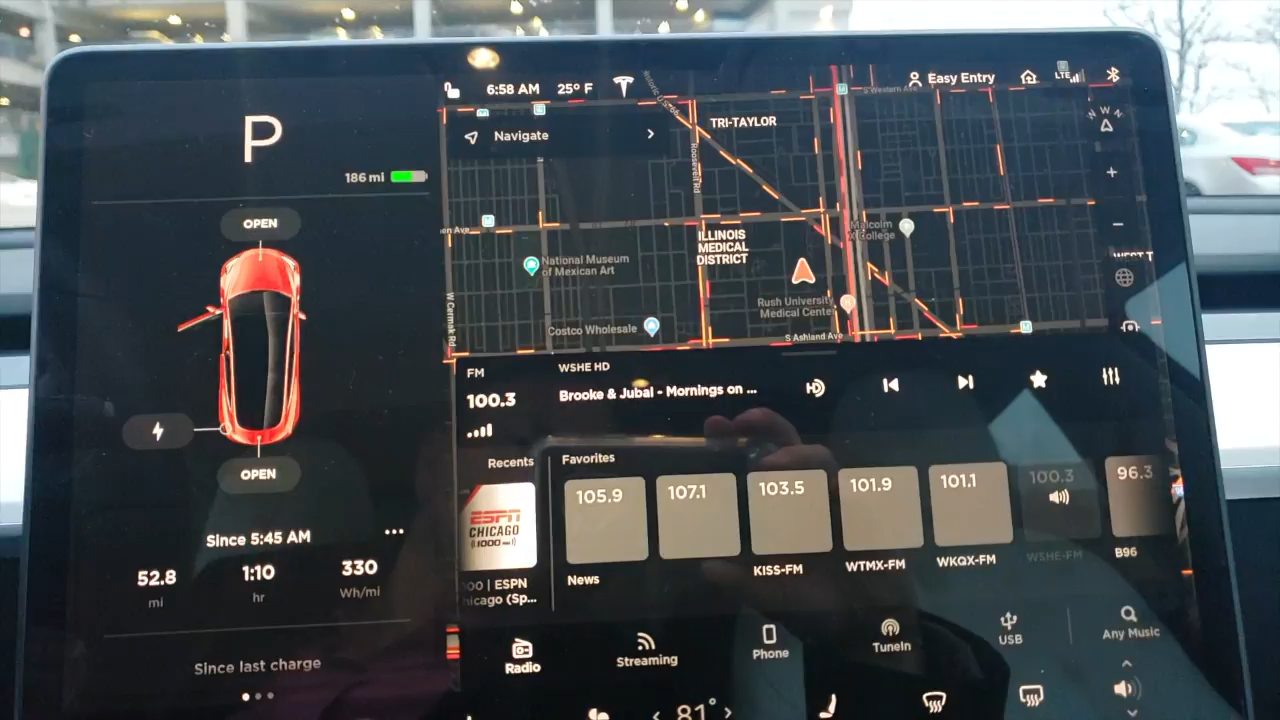 P
186 mi
OPEN
OPEN
Since 5:45 AM
52.8
mi
1:10
hr
330
Wh/mi
Since last charge
6:58 AM 25° F
Easy Entry
LTE
Navigate
TRI-TAYLOR
S Western Ave
Roosevelt Rd
N W N
Malcolm
X College
ILLINOIS
MEDICAL
DISTRICT
National Museum
of Mexican Art
W Cermak Rd
Rush University
Medical Center
Costco Wholesale
S Ashland Ave
WEST T
FM
100.3
WSHE HD
Brooke & Jubal - Mornings on ...
Recents
Favorites
ESPN
CHICAGO
1000
00 | ESPN
hicago (Sp...
105.9
News
107.1
103.5
KISS-FM
101.9
WTMX-FM
101.1
WKQX-FM
100.3
WSHE-FM
96.3
B96
Radio
Streaming
Phone
TuneIn
USB
Any Music
81°